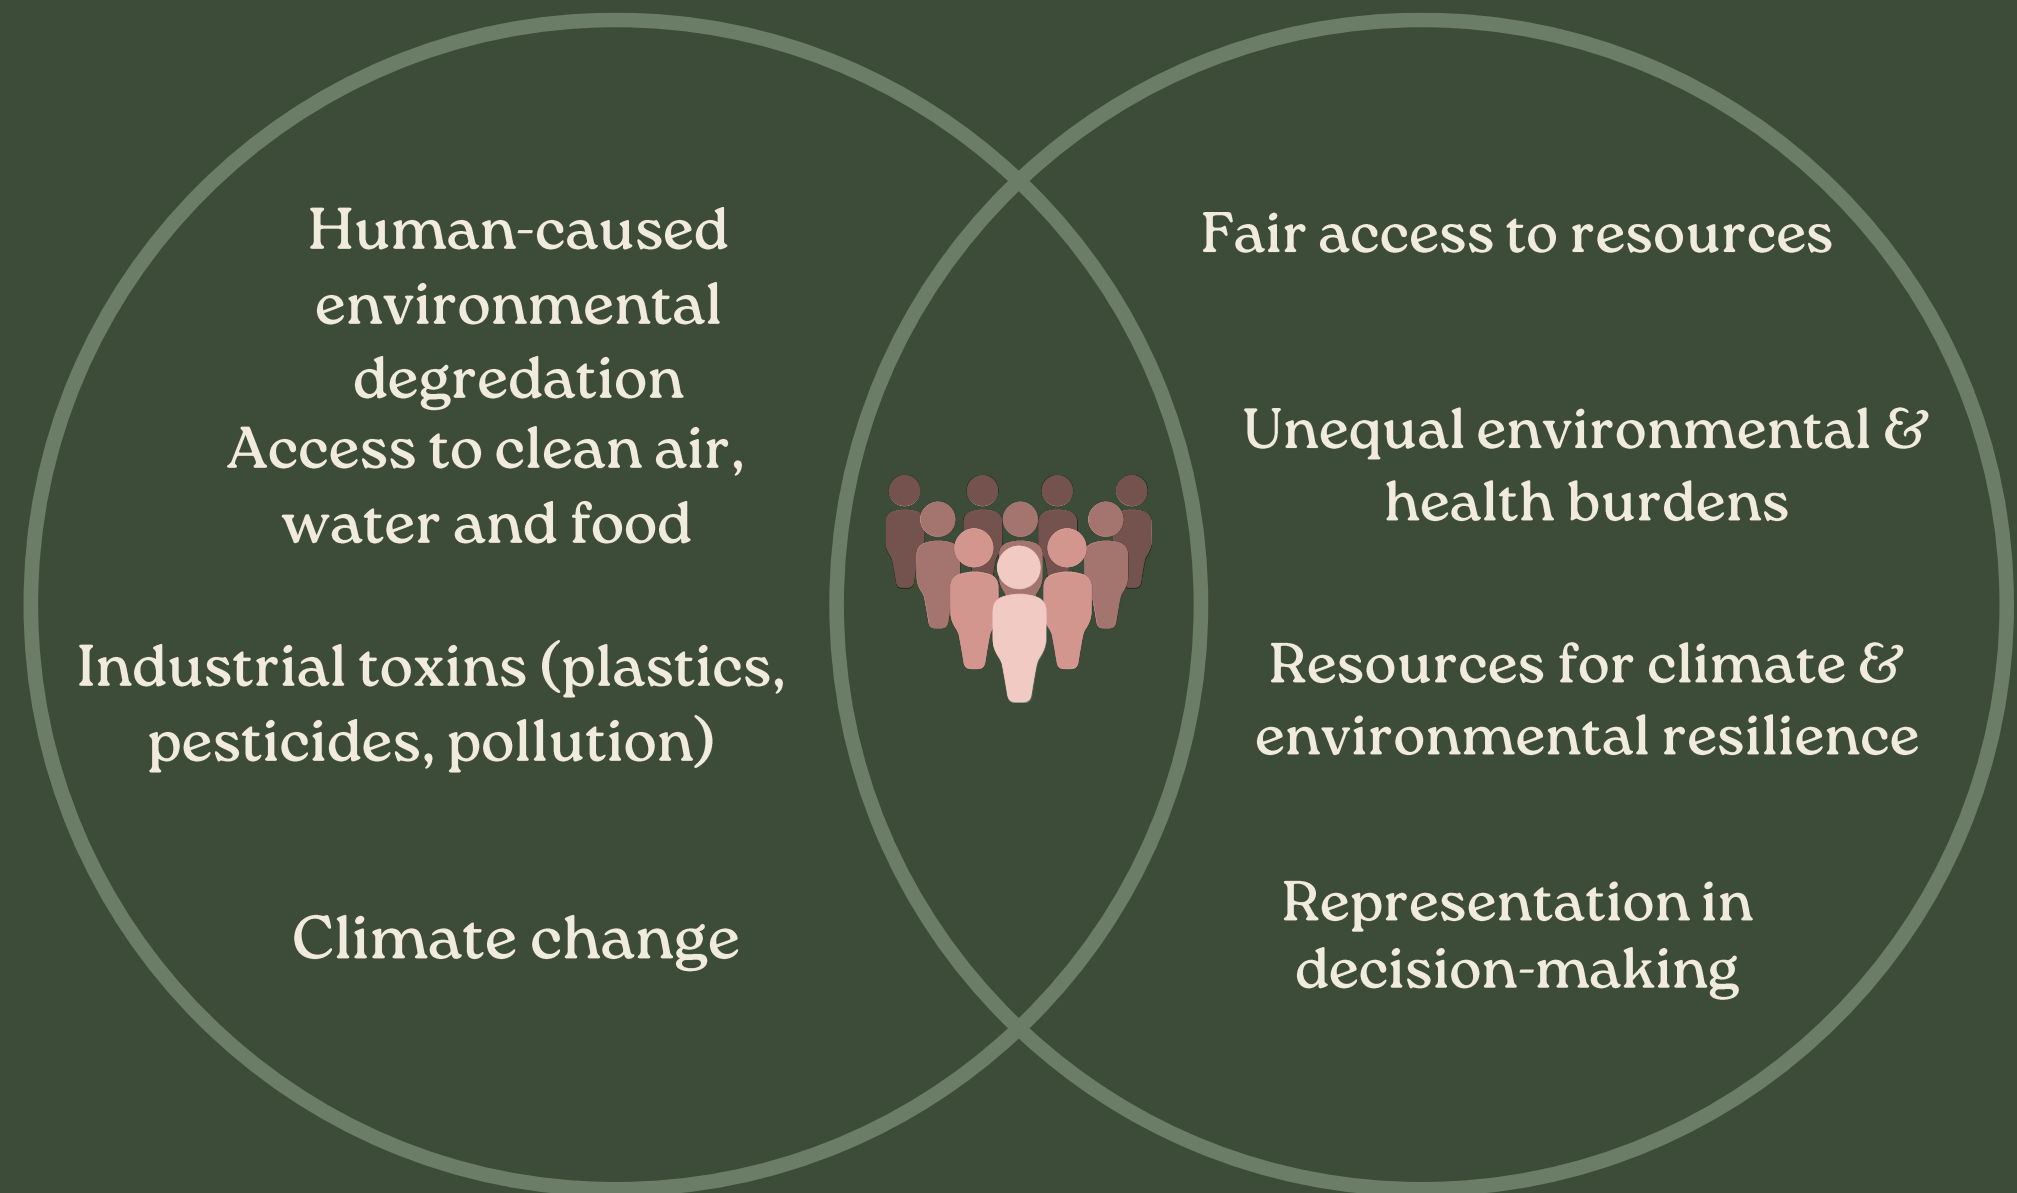 Human-caused
environmental
degredation
Access to clean air,
water and food
Industrial toxins (plastics,
pesticides, pollution)
Climate change
Fair access to resources
Unequal environmental &
health burdens
Resources for climate &
environmental resilience
Representation in
decision-making